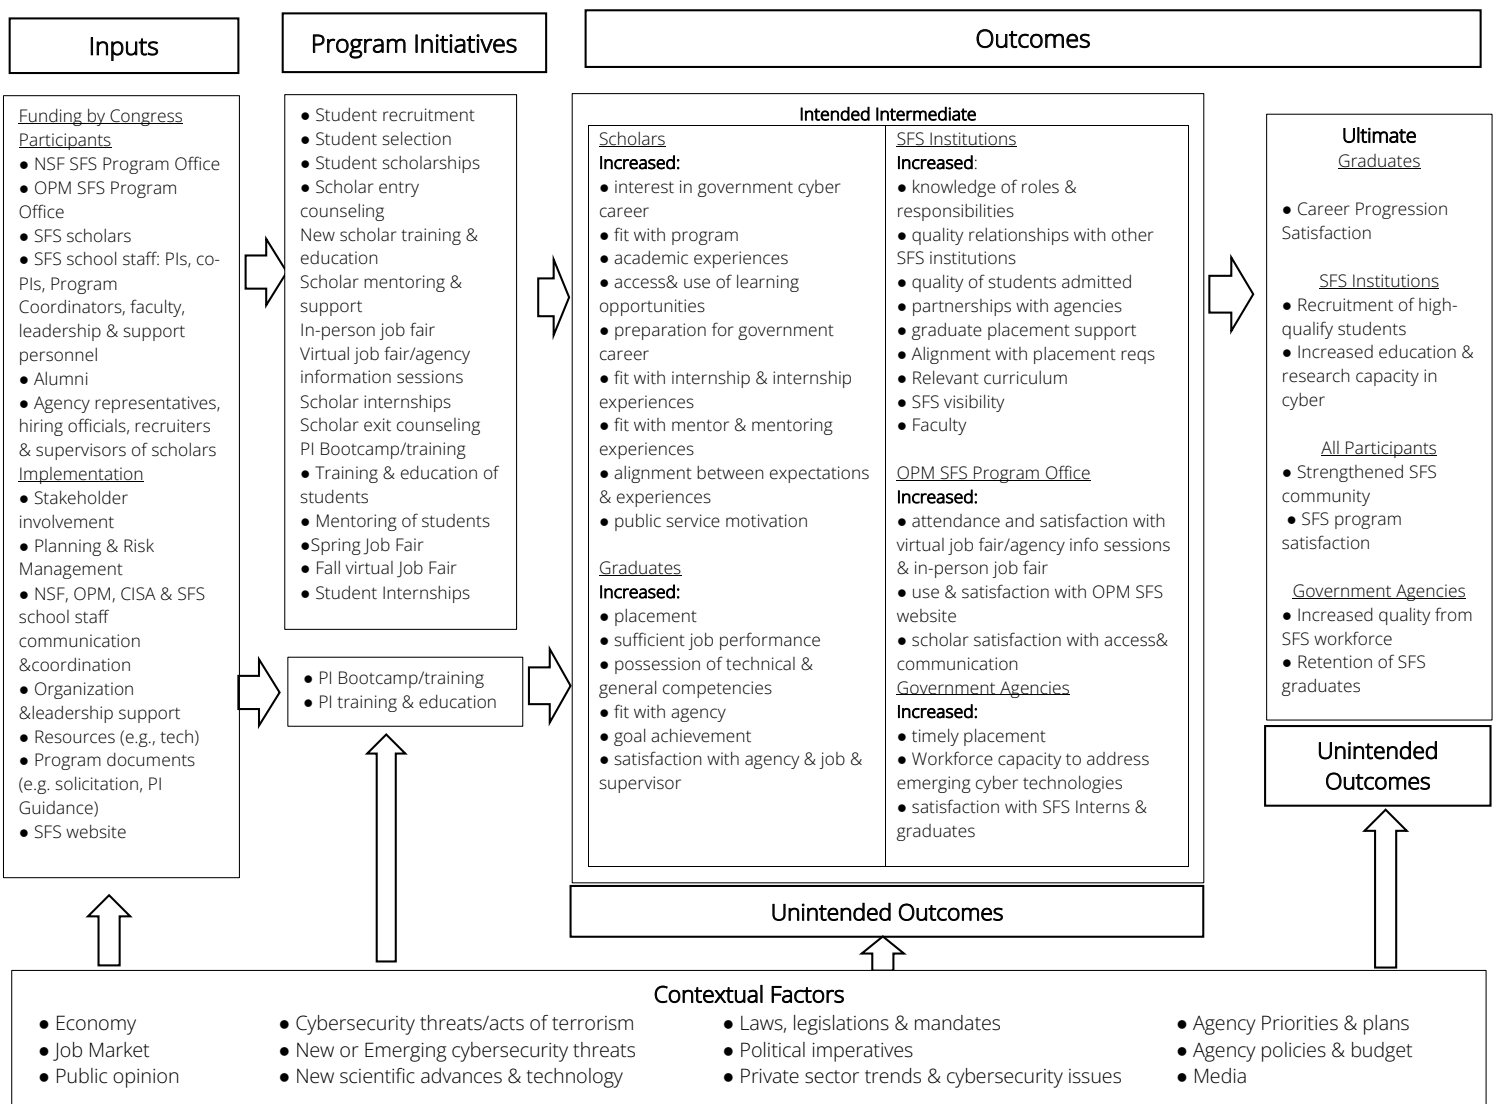 Inputs
Program Initiatives
Outcomes
Funding by Congress
Participants
● NSF SFS Program Office
● OPM SFS Program
Office
● SFS scholars
● SFS school staff: PIs, co-
PIs, Program
Coordinators, faculty,
leadership & support
personnel
● Alumni
● Agency representatives,
hiring officials, recruiters
& supervisors of scholars
Implementation
● Stakeholder
involvement
● Planning & Risk
Management
● NSF, OPM, CISA & SFS
school staff
communication
&coordination
● Organization
&leadership support
● Resources (e.g., tech)
● Program documents
(e.g. solicitation, PI
Guidance)
● SFS website
● Student recruitment
● Student selection
● Student scholarships
● Scholar entry
counseling
New scholar training &
education
Scholar mentoring &
support
In-person job fair
Virtual job fair/agency
information sessions
Scholar internships
Scholar exit counseling
PI Bootcamp/training
● Training & education of
students
● Mentoring of students
●Spring Job Fair
● Fall virtual Job Fair
● Student Internships
● PI Bootcamp/training
● PI training & education
Intended Intermediate
Scholars
Increased:
● interest in government cyber
career
● fit with program
● academic experiences
● access& use of learning
opportunities
● preparation for government
career
● fit with internship & internship
experiences
● fit with mentor & mentoring
experiences
● alignment between expectations
& experiences
● public service motivation
Graduates
Increased:
● placement
● sufficient job performance
● possession of technical &
general competencies
● fit with agency
● goal achievement
● satisfaction with agency & job &
supervisor
SFS Institutions
Increased:
● knowledge of roles &
responsibilities
● quality relationships with other
SFS institutions
● quality of students admitted
● partnerships with agencies
● graduate placement support
● Alignment with placement reqs
● Relevant curriculum
● SFS visibility
● Faculty
OPM SFS Program Office
Increased:
● attendance and satisfaction with
virtual job fair/agency info sessions
& in-person job fair
● use & satisfaction with OPM SFS
website
● scholar satisfaction with access&
communication
Government Agencies
Increased:
● timely placement
● Workforce capacity to address
emerging cyber technologies
● satisfaction with SFS Interns &
graduates
Unintended Outcomes
Ultimate
Graduates
● Career Progression
Satisfaction
SFS Institutions
● Recruitment of high-
qualify students
● Increased education &
research capacity in
cyber
All Participants
● Strengthened SFS
community
● SFS program
satisfaction
Government Agencies
● Increased quality from
SFS workforce
● Retention of SFS
graduates
Unintended
Outcomes
Contextual Factors
● Economy
● Job Market
● Public opinion
● Cybersecurity threats/acts of terrorism
● New or Emerging cybersecurity threats
● New scientific advances & technology
● Laws, legislations & mandates
● Political imperatives
● Private sector trends & cybersecurity issues
● Agency Priorities & plans
● Agency policies & budget
● Media